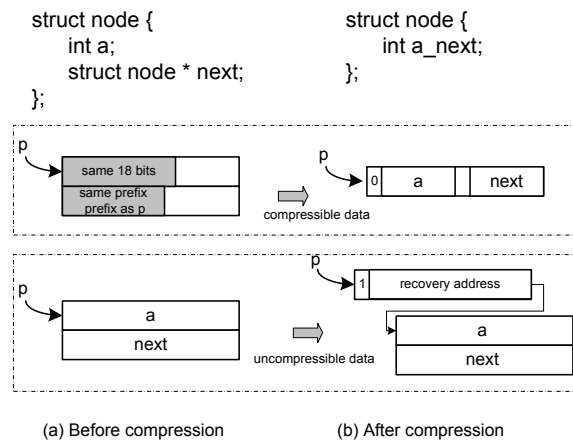 struct node {
int a;
struct node * next;
};
struct node {
int a_next;
};
p
same 18 bits
same prefix
prefix as p
compressible data
p
0
a
next
p
a
next
uncompressible data
p
1
recovery address
a
next
(a) Before compression
(b) After compression